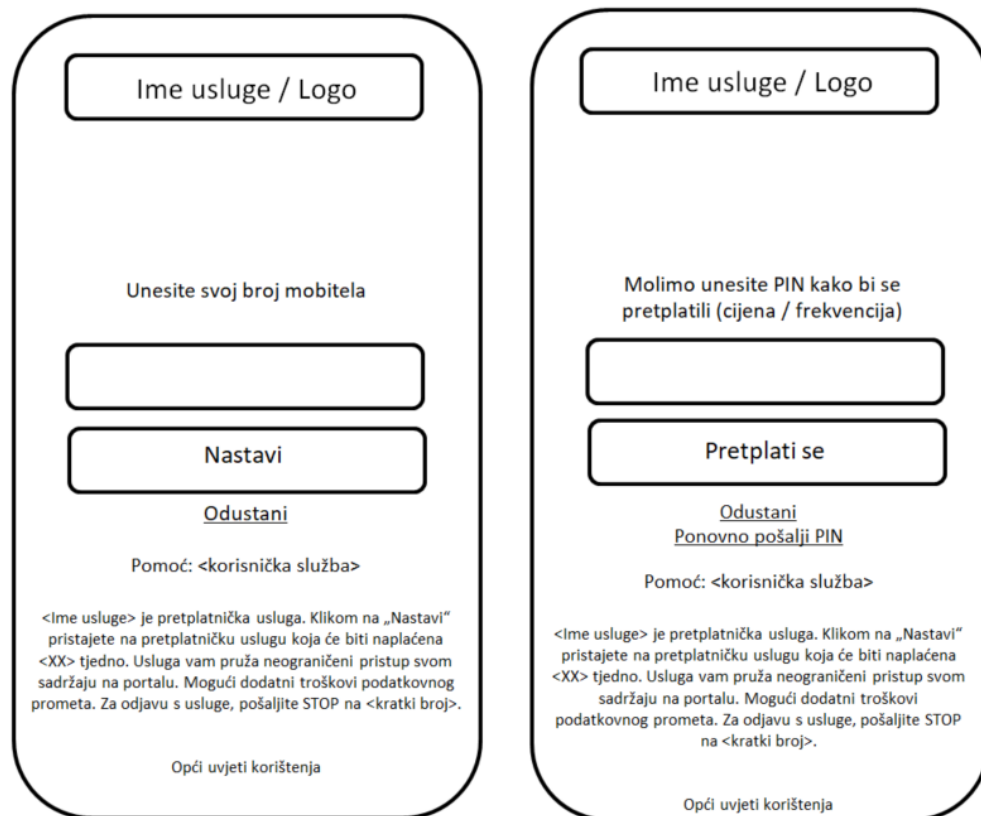 Ime usluge / Logo
Unesite svoj broj mobitela
Nastavi
Odustani
Pomoć: <korisnička služba>
<Ime usluge> je pretplatnička usluga. Klikom na „Nastavi“
pristajete na pretplatničku uslugu koja će biti naplaćena
<XX> tjedno. Usluga vam pruža neograničeni pristup svom
sadržaju na portalu. Mogući dodatni troškovi podatkovnog
prometa. Za odjavu s usluge, pošaljite STOP na <kratki broj>.
Opći uvjeti korištenja
Ime usluge / Logo
Molimo unesite PIN kako bi se
pretplatili (cijena / frekvencija)
Pretplati se
Odustani
Ponovno pošalji PIN
Pomoć: <korisnička služba>
<Ime usluge> je pretplatnička usluga. Klikom na „Nastavi“
pristajete na pretplatničku uslugu koja će biti naplaćena
<XX> tjedno. Usluga vam pruža neograničeni pristup svom
sadržaju na portalu. Mogući dodatni troškovi
podatkovnog prometa. Za odjavu s usluge, pošaljite STOP
na <kratki broj>.
Opći uvjeti korištenja